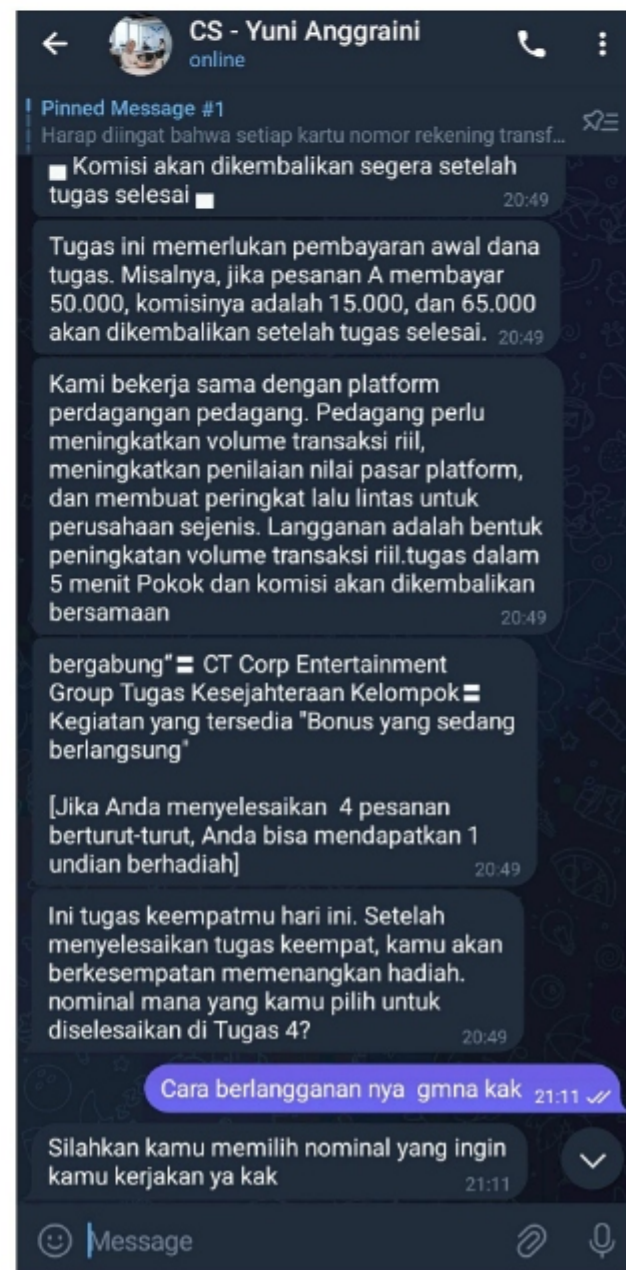 CS - Yuni Anggraini
online
Pinned Message #1
Harap diingat bahwa setiap kartu nomor rekening transf...
Komisi akan dikembalikan segera setelah
tugas selesai
20:49
Tugas ini memerlukan pembayaran awal dana
tugas. Misalnya, jika pesanan A membayar
50.000, komisinya adalah 15.000, dan 65.000
akan dikembalikan setelah tugas selesai. 20:49
Kami bekerja sama dengan platform
perdagangan pedagang. Pedagang perlu
meningkatkan volume transaksi riil,
meningkatkan penilaian nilai pasar platform,
dan membuat peringkat lalu lintas untuk
perusahaan sejenis. Langganan adalah bentuk
peningkatan volume transaksi riil.tugas dalam
5 menit Pokok dan komisi akan dikembalikan
bersamaan
20:49
bergabung" = CT Corp Entertainment
Group Tugas Kesejahteraan Kelompok =
Kegiatan yang tersedia "Bonus yang sedang
berlangsung"
[Jika Anda menyelesaikan 4 pesanan
berturut-turut, Anda bisa mendapatkan 1
undian berhadiah]
20:49
Ini tugas keempatmu hari ini. Setelah
menyelesaikan tugas keempat, kamu akan
berkesempatan memenangkan hadiah.
nominal mana yang kamu pilih untuk
diselesaikan di Tugas 4?
20:49
Cara berlangganan nya gmna kak 21:11
Silahkan kamu memilih nominal yang ingin
kamu kerjakan ya kak
21:11
Message